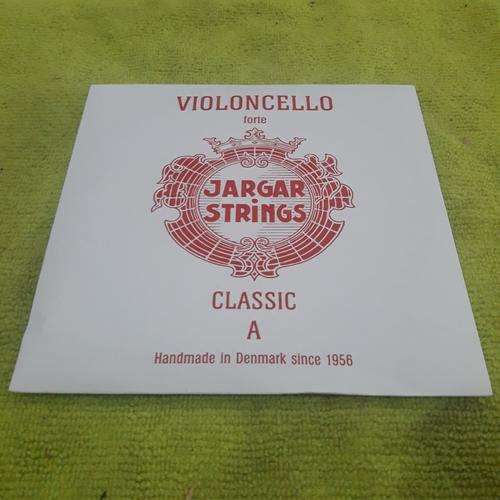 VIOLONCELLO
forte
JARGAR
STRINGS
CLASSIC
A
Handmade in Denmark since 1956